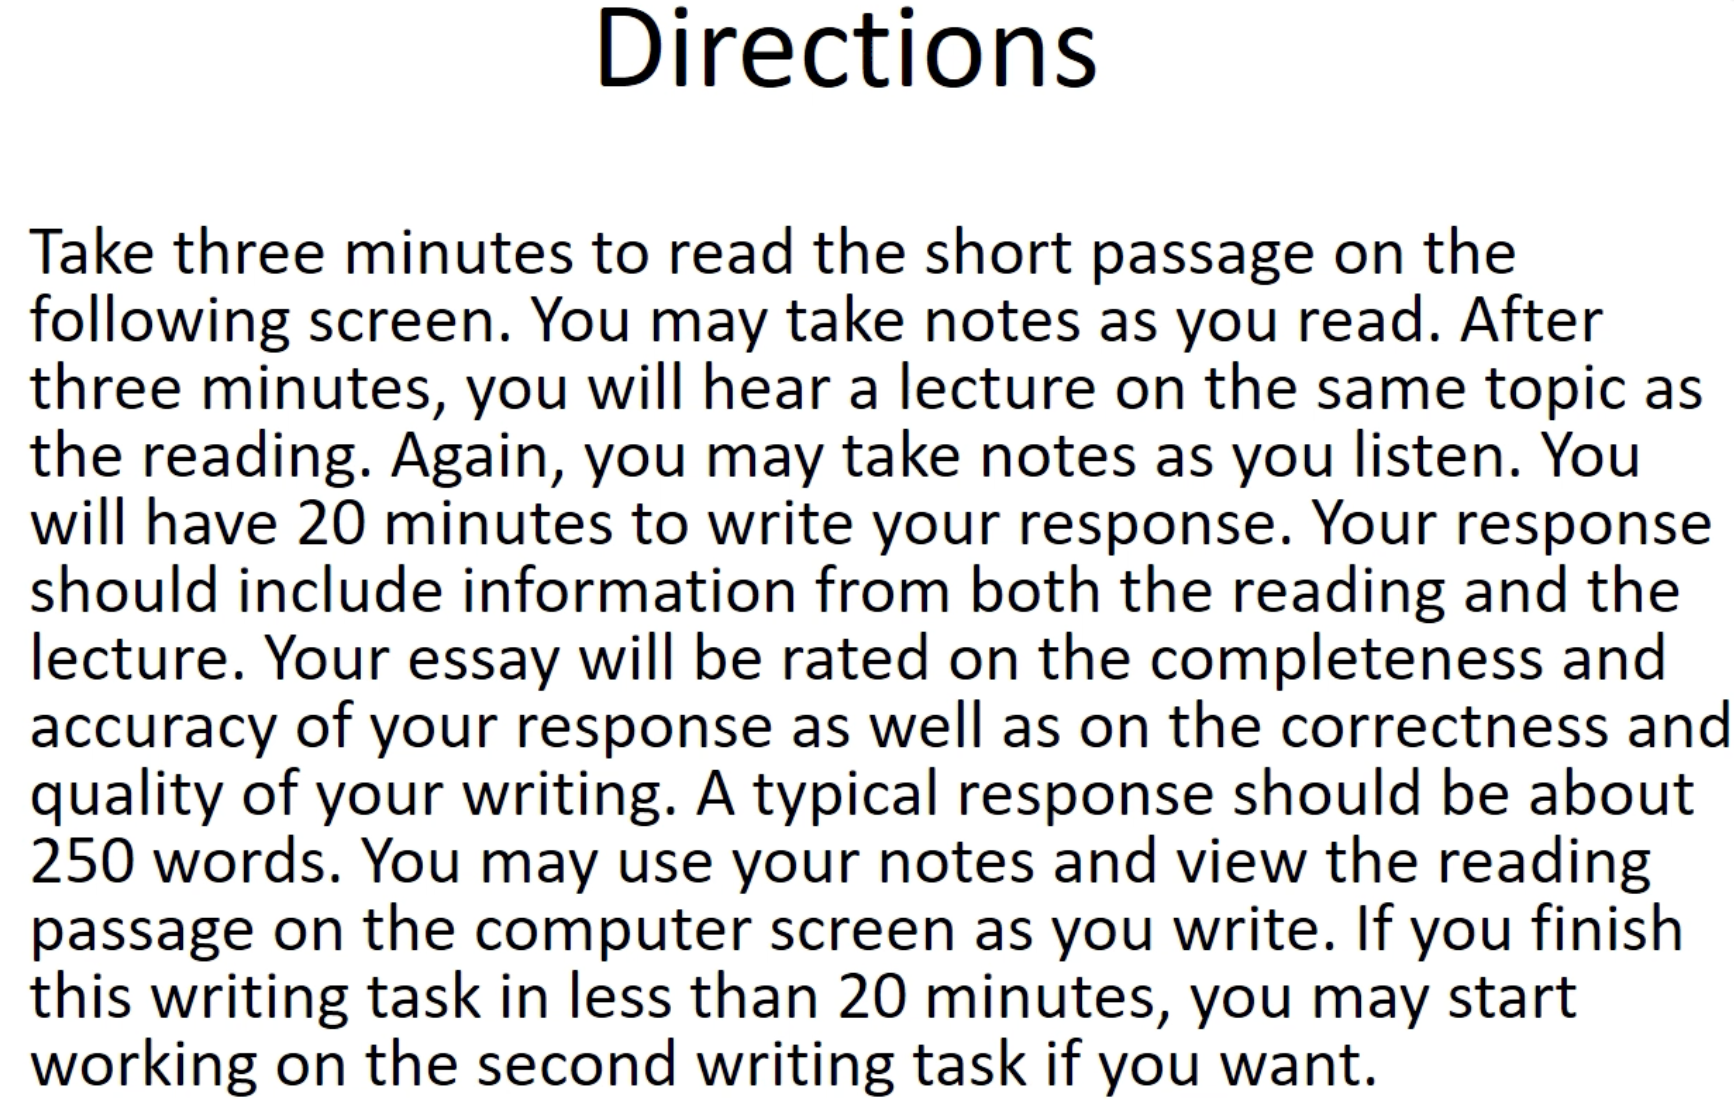 Directions
Take three minutes to read the short passage on the
following screen. You may take notes as you read. After
three minutes, you will hear a lecture on the same topic as
the reading. Again, you may take notes as you listen. You
will have 20 minutes to write your response. Your response
should include information from both the reading and the
lecture. Your essay will be rated on the completeness and
accuracy of your response as well as on the correctness and
quality of your writing. A typical response should be about
250 words. You may use your notes and view the reading
passage on the computer screen as you write. If you finish
this writing task in less than 20 minutes, you may start
working on the second writing task if you want.